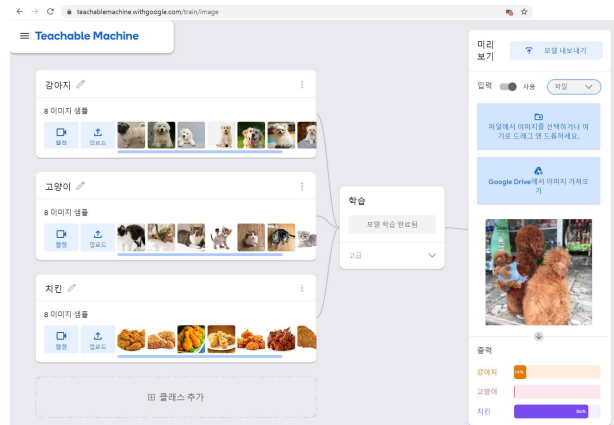 teachablemachine.withgoogle.com/train/image
Teachable Machine
강아지
8 이미지 샘플
웹캠
업로드
고양이
8 이미지 샘플
웹캠
업로드
치킨
8 이미지 샘플
웹캠
업로드
클래스 추가
학습
모델 학습 완료됨
고급
미리
보기
모델 내보내기
입력
사용
파일
파일에서 이미지를 선택하거나 여
기로 드래그 앤 드롭하세요.
Google Drive에서 이미지 가져오
기
출력
강아지
14%
고양이
치킨
86%